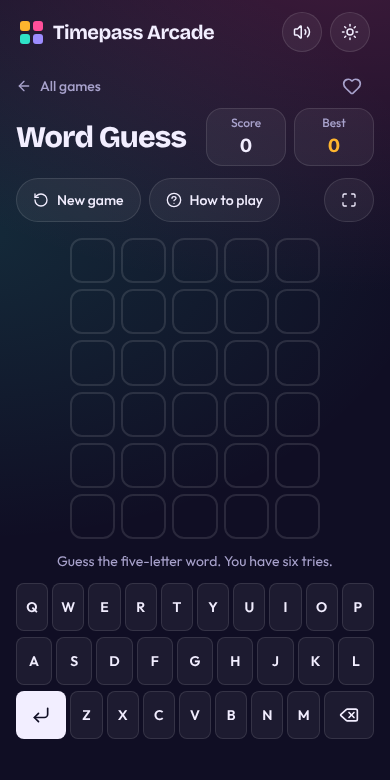 Timepass Arcade
All games
Word Guess
Score
0
Best
0
New game
How to play
Guess the five-letter word. You have six tries.
Q W E R T Y U I O P
A S D F G H J K L
Z X C V B N M